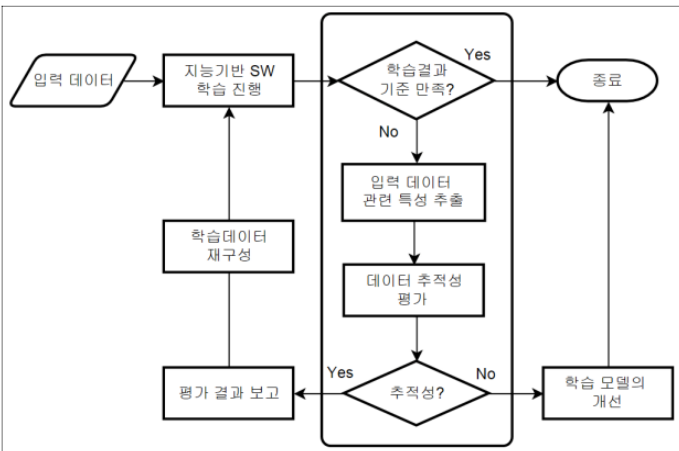 입력 데이터
지능기반 SW
학습 진행
학습결과
기준 만족?
Yes
종료
No
입력 데이터
관련 특성 추출
학습데이터
재구성
데이터 추적성
평가
평가 결과 보고
Yes
추적성?
No
학습 모델의
개선